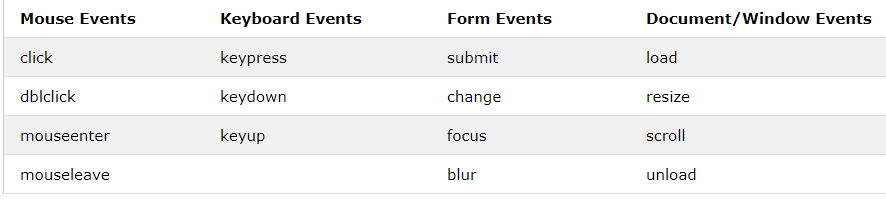 Mouse Events Keyboard Events Form Events Document/Window Events
click keypress submit load
dblclick keydown change resize
mouseenter keyup focus scroll
mouseleave blur unload